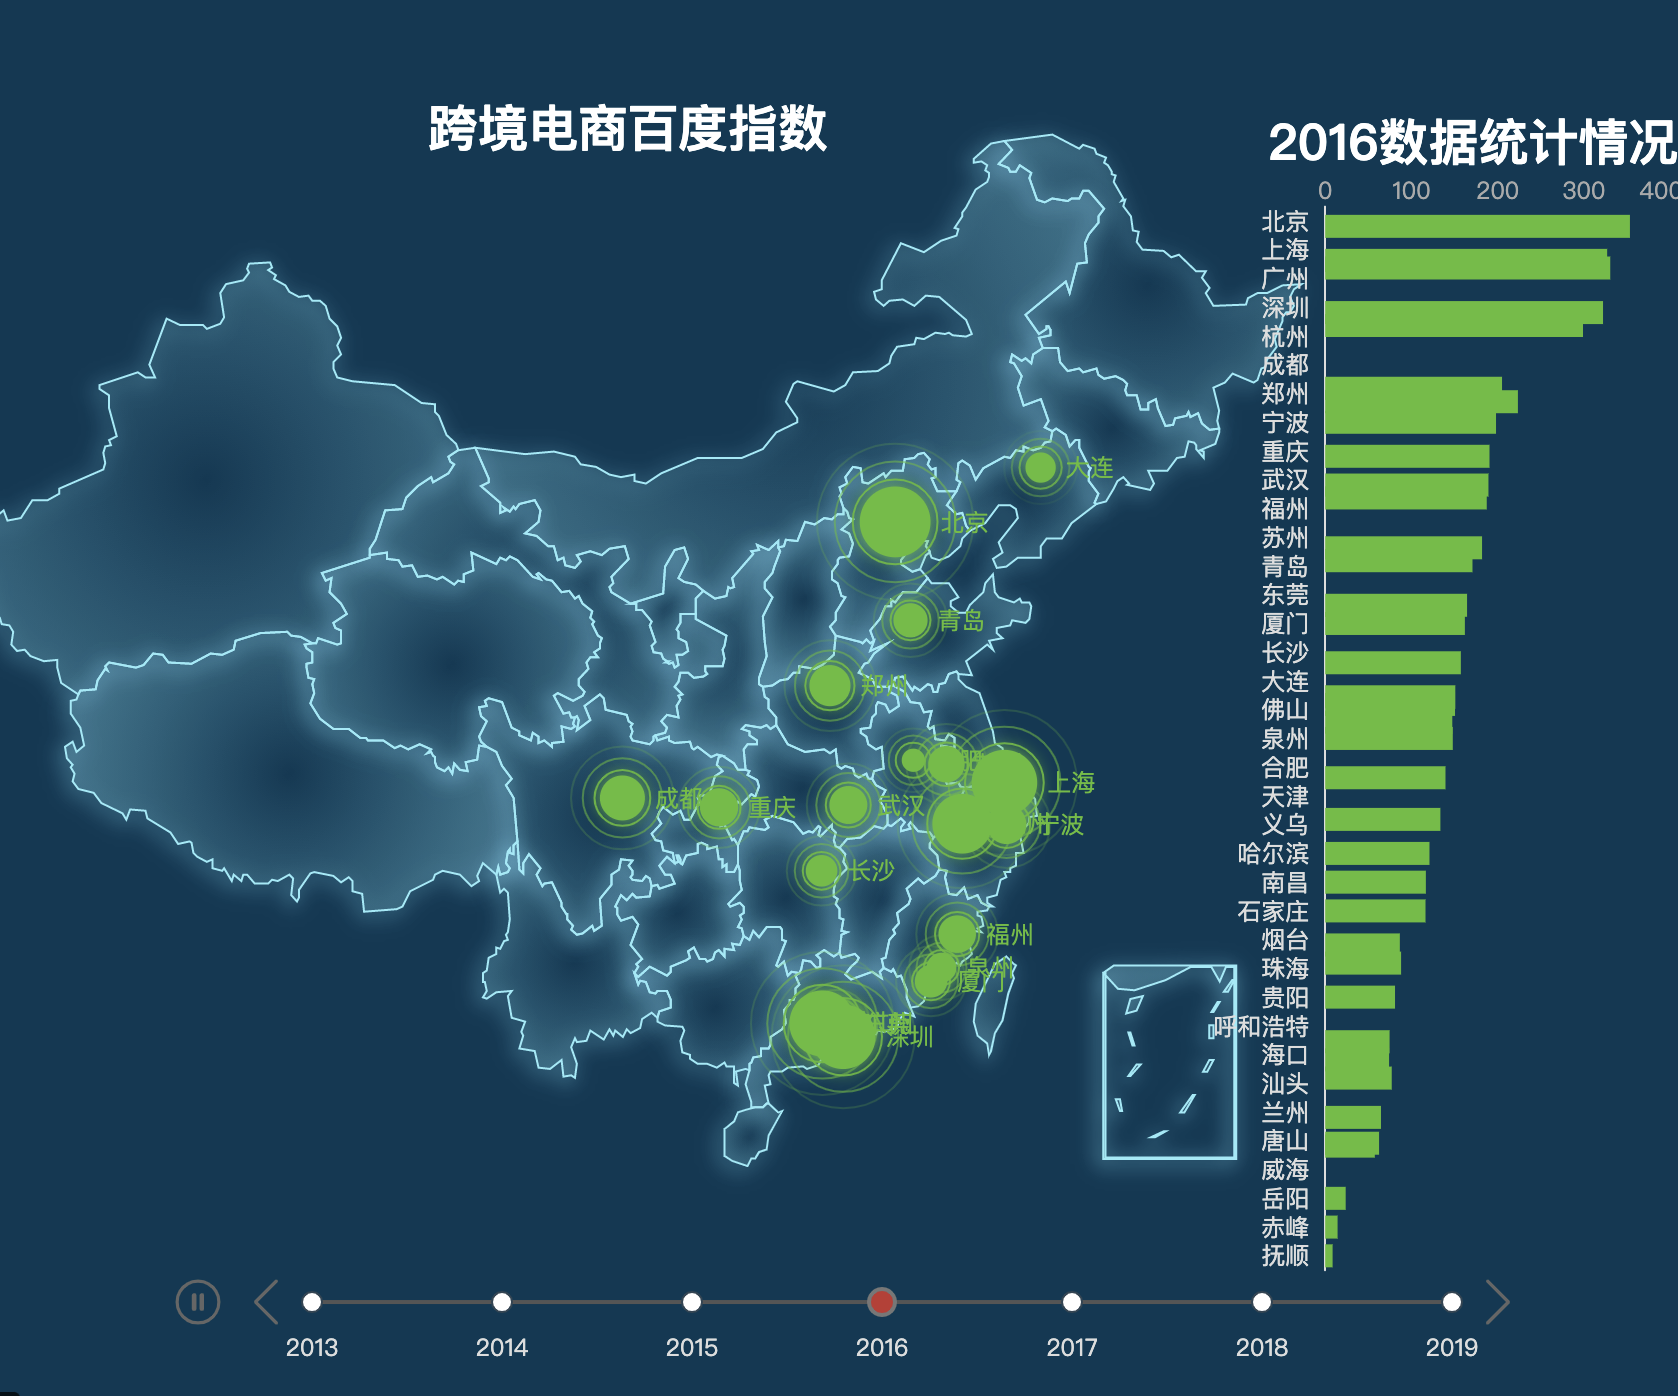 跨境电商百度指数
2016数据统计情况
0 100 200 300 400
北京
上海
广州
深圳
杭州
成都
郑州
宁波
重庆
武汉
福州
苏州
青岛
东莞
厦门
长沙
大连
佛山
泉州
合肥
天津
义乌
哈尔滨
南昌
石家庄
烟台
珠海
贵阳
呼和浩特
海口
汕头
兰州
唐山
威海
岳阳
赤峰
抚顺
大连
北京
青岛
郑州
肥
上海
成都
重庆
武汉
宁波
长沙
福州
泉州
厦门
深圳
2013 2014 2015 2016 2017 2018 2019